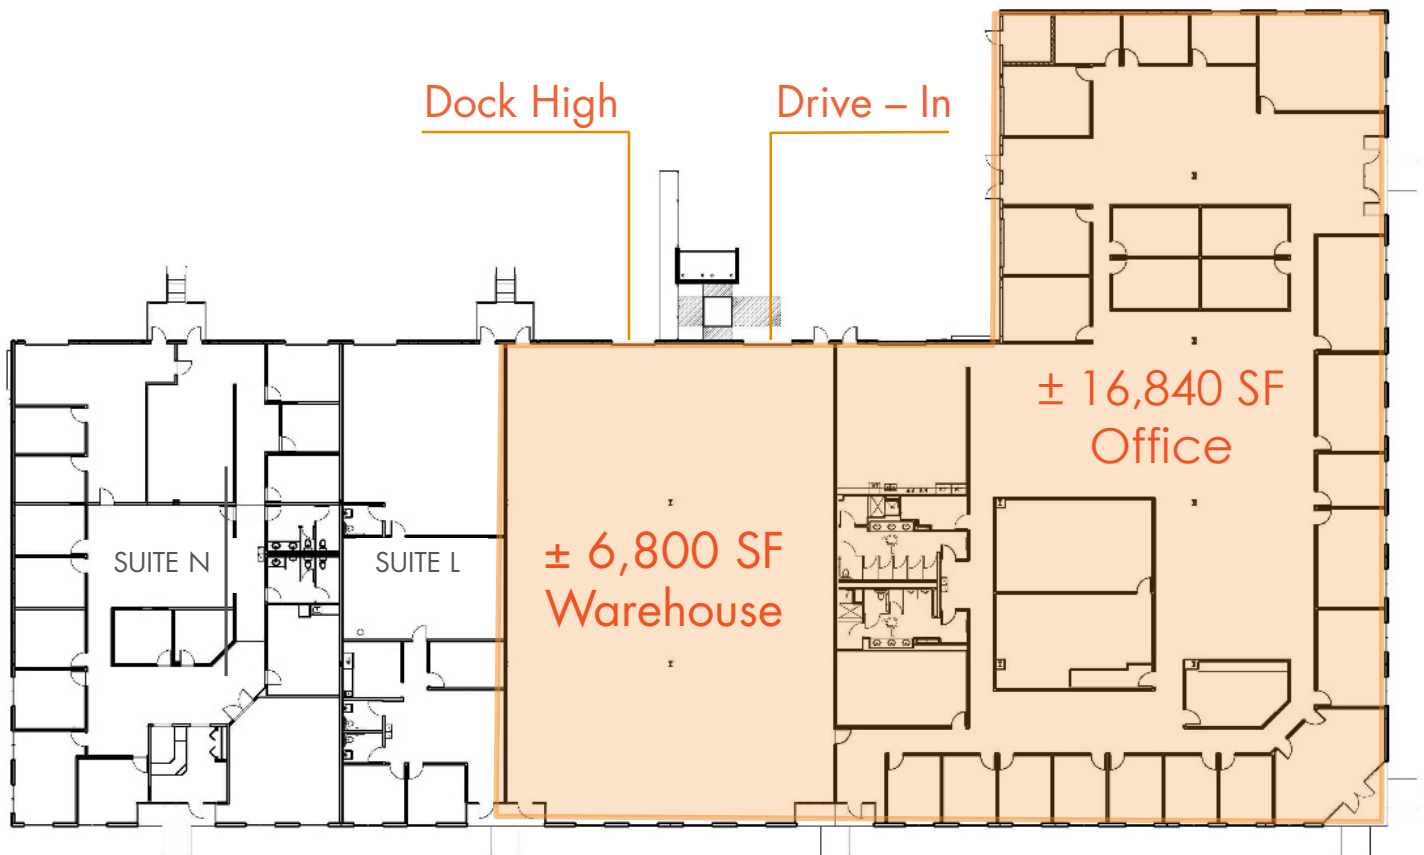 Dock High
Drive – In
± 16,840 SF
Office
SUITE N
SUITE L
± 6,800 SF
Warehouse